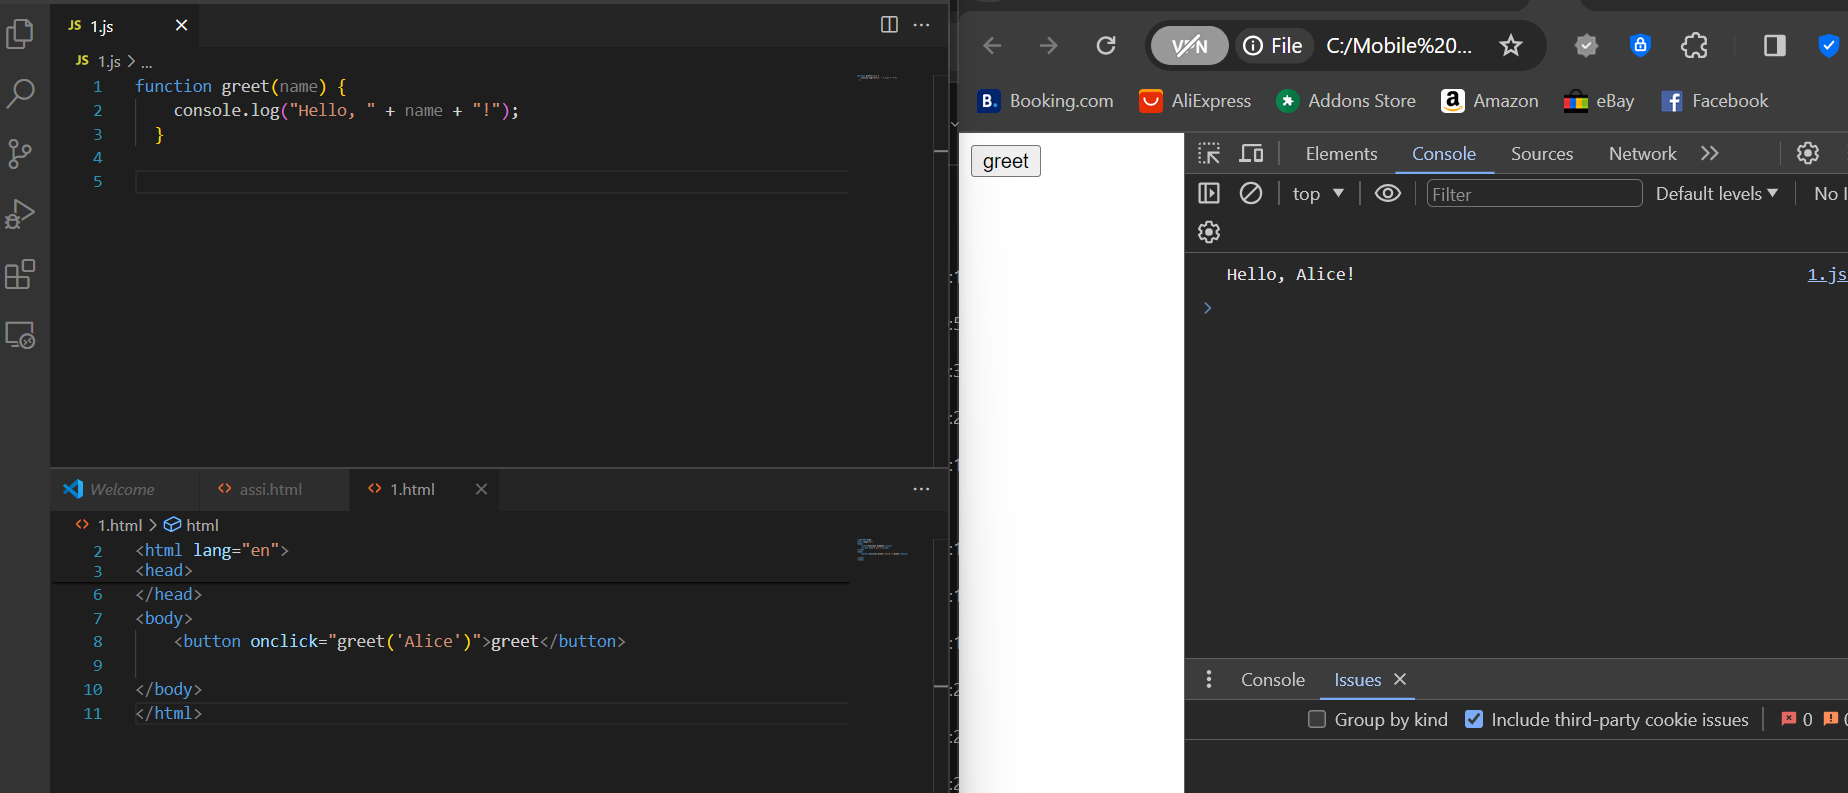 JS 1.js
JS 1.js > ...
1 function greet(name) {
2 console.log("Hello, " + name + "!");
3 }
4
5
Welcome assi.html 1.html
1.html > html
2 <html lang="en">
3 <head>
6 </head>
7 <body>
8 <button onclick="greet('Alice')">greet</button>
9
10 </body>
11 </html>
VPN File C:/Mobile%20...
B. Booking.com AliExpress Addons Store a Amazon eBay f Facebook
greet
Elements Console Sources Network
top Filter Default levels
Hello, Alice! 1.js
Console Issues
Group by kind Include third-party cookie issues 0